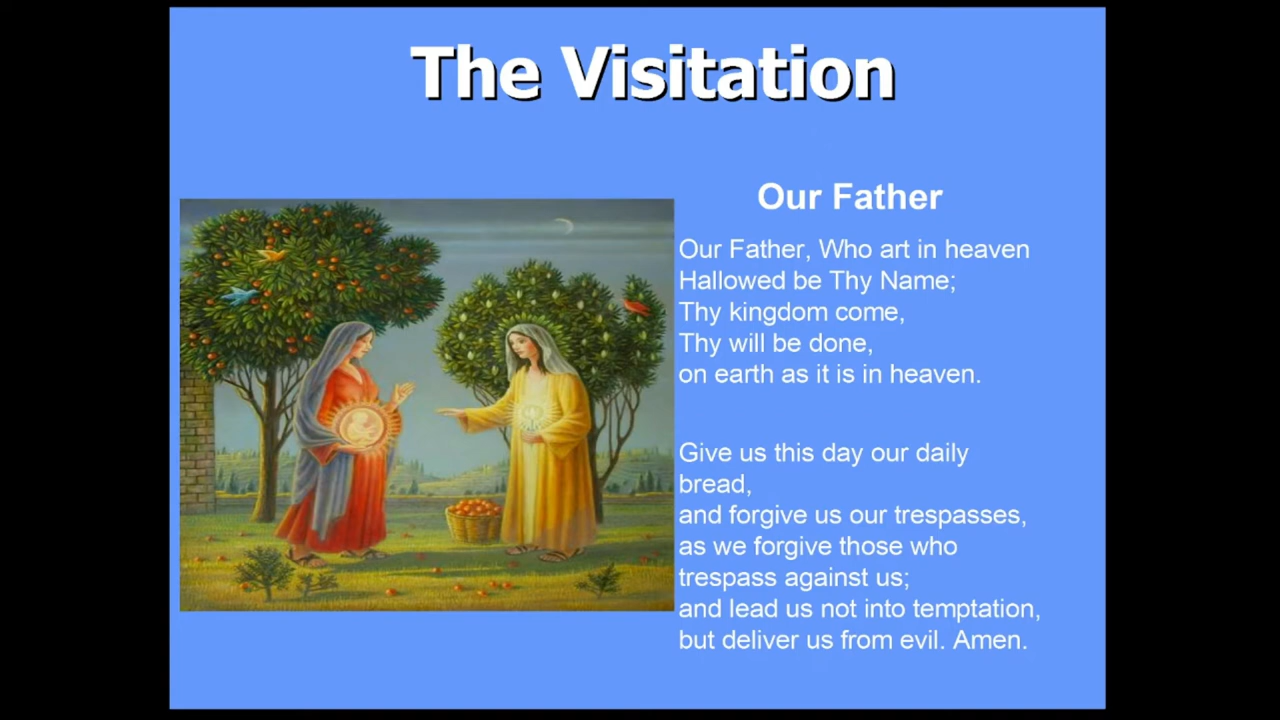 The Visitation
Our Father
Our Father, Who art in heaven
Hallowed be Thy Name;
Thy kingdom come,
Thy will be done,
on earth as it is in heaven.
Give us this day our daily
bread,
and forgive us our trespasses,
as we forgive those who
trespass against us;
and lead us not into temptation,
but deliver us from evil. Amen.